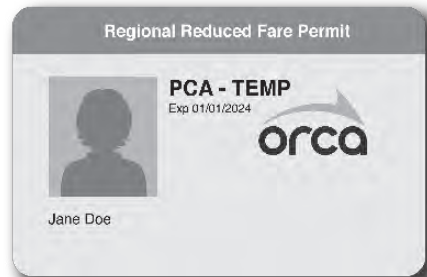 Regional Reduced Fare Permit
PCA - TEMP
Exp 01/01/2024
orca
Jane Doe